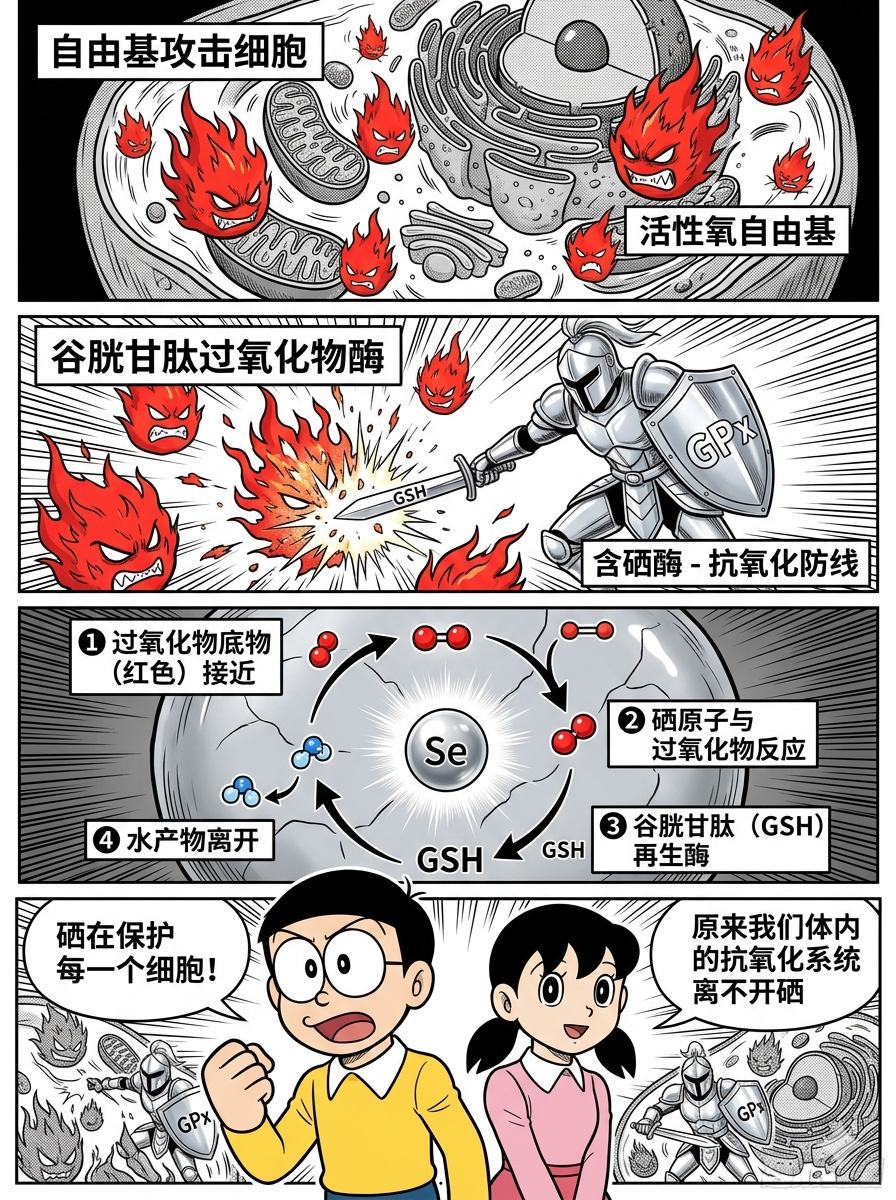 自由基攻击细胞
活性氧自由基
谷胱甘肽过氧化物酶
GSH
GPx
含硒酶 - 抗氧化防线
❶ 过氧化物底物
（红色）接近
Se
❷ 硒原子与
过氧化物反应
❸ 谷胱甘肽（GSH）
再生酶
GSH
GSH
❹ 水产物离开
硒在保护
每一个细胞！
原来我们体内
的抗氧化系统
离不开硒
GPx
GPx